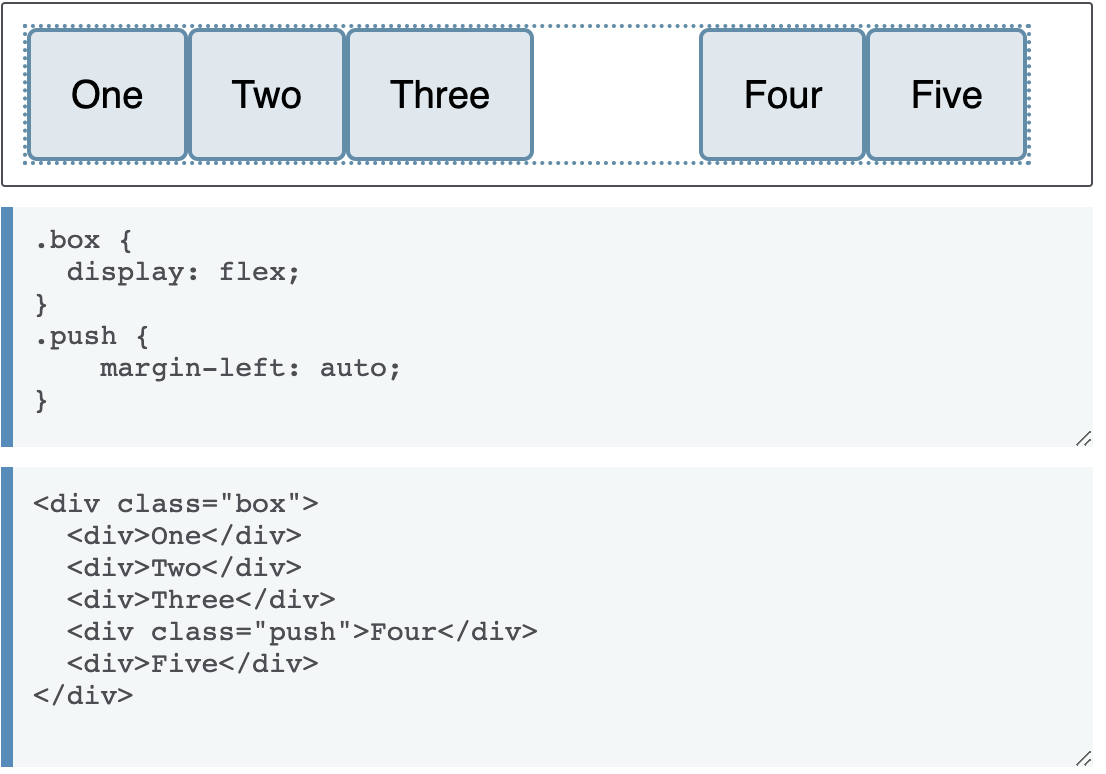 One Two Three Four Five
.box {
  display: flex;
}
.push {
    margin-left: auto;
}
<div class="box">
  <div>One</div>
  <div>Two</div>
  <div>Three</div>
  <div class="push">Four</div>
  <div>Five</div>
</div>